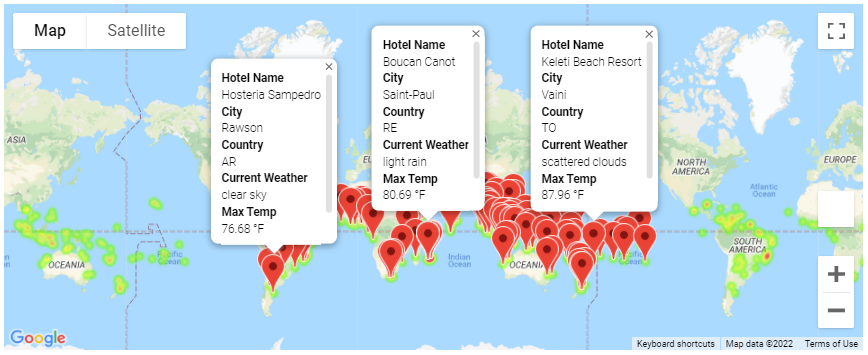 Map
Satellite
Hotel Name
Hosteria Sampedro
City
Rawson
Country
AR
Current Weather
clear sky
Max Temp
76.68 °F
Hotel Name
Boucan Canot
City
Saint-Paul
Country
RE
Current Weather
light rain
Max Temp
80.69 °F
Hotel Name
Keleti Beach Resort
City
Vaini
Country
TO
Current Weather
scattered clouds
Max Temp
87.96 °F
ASIA
NORTH
AMERICA
EUROPE
Atlantic
Ocean
OCEANIA
Indian
Ocean
OCEANIA
SOUTH
AMERICA
Google
Keyboard shortcuts
Map data ©2022
Terms of Use